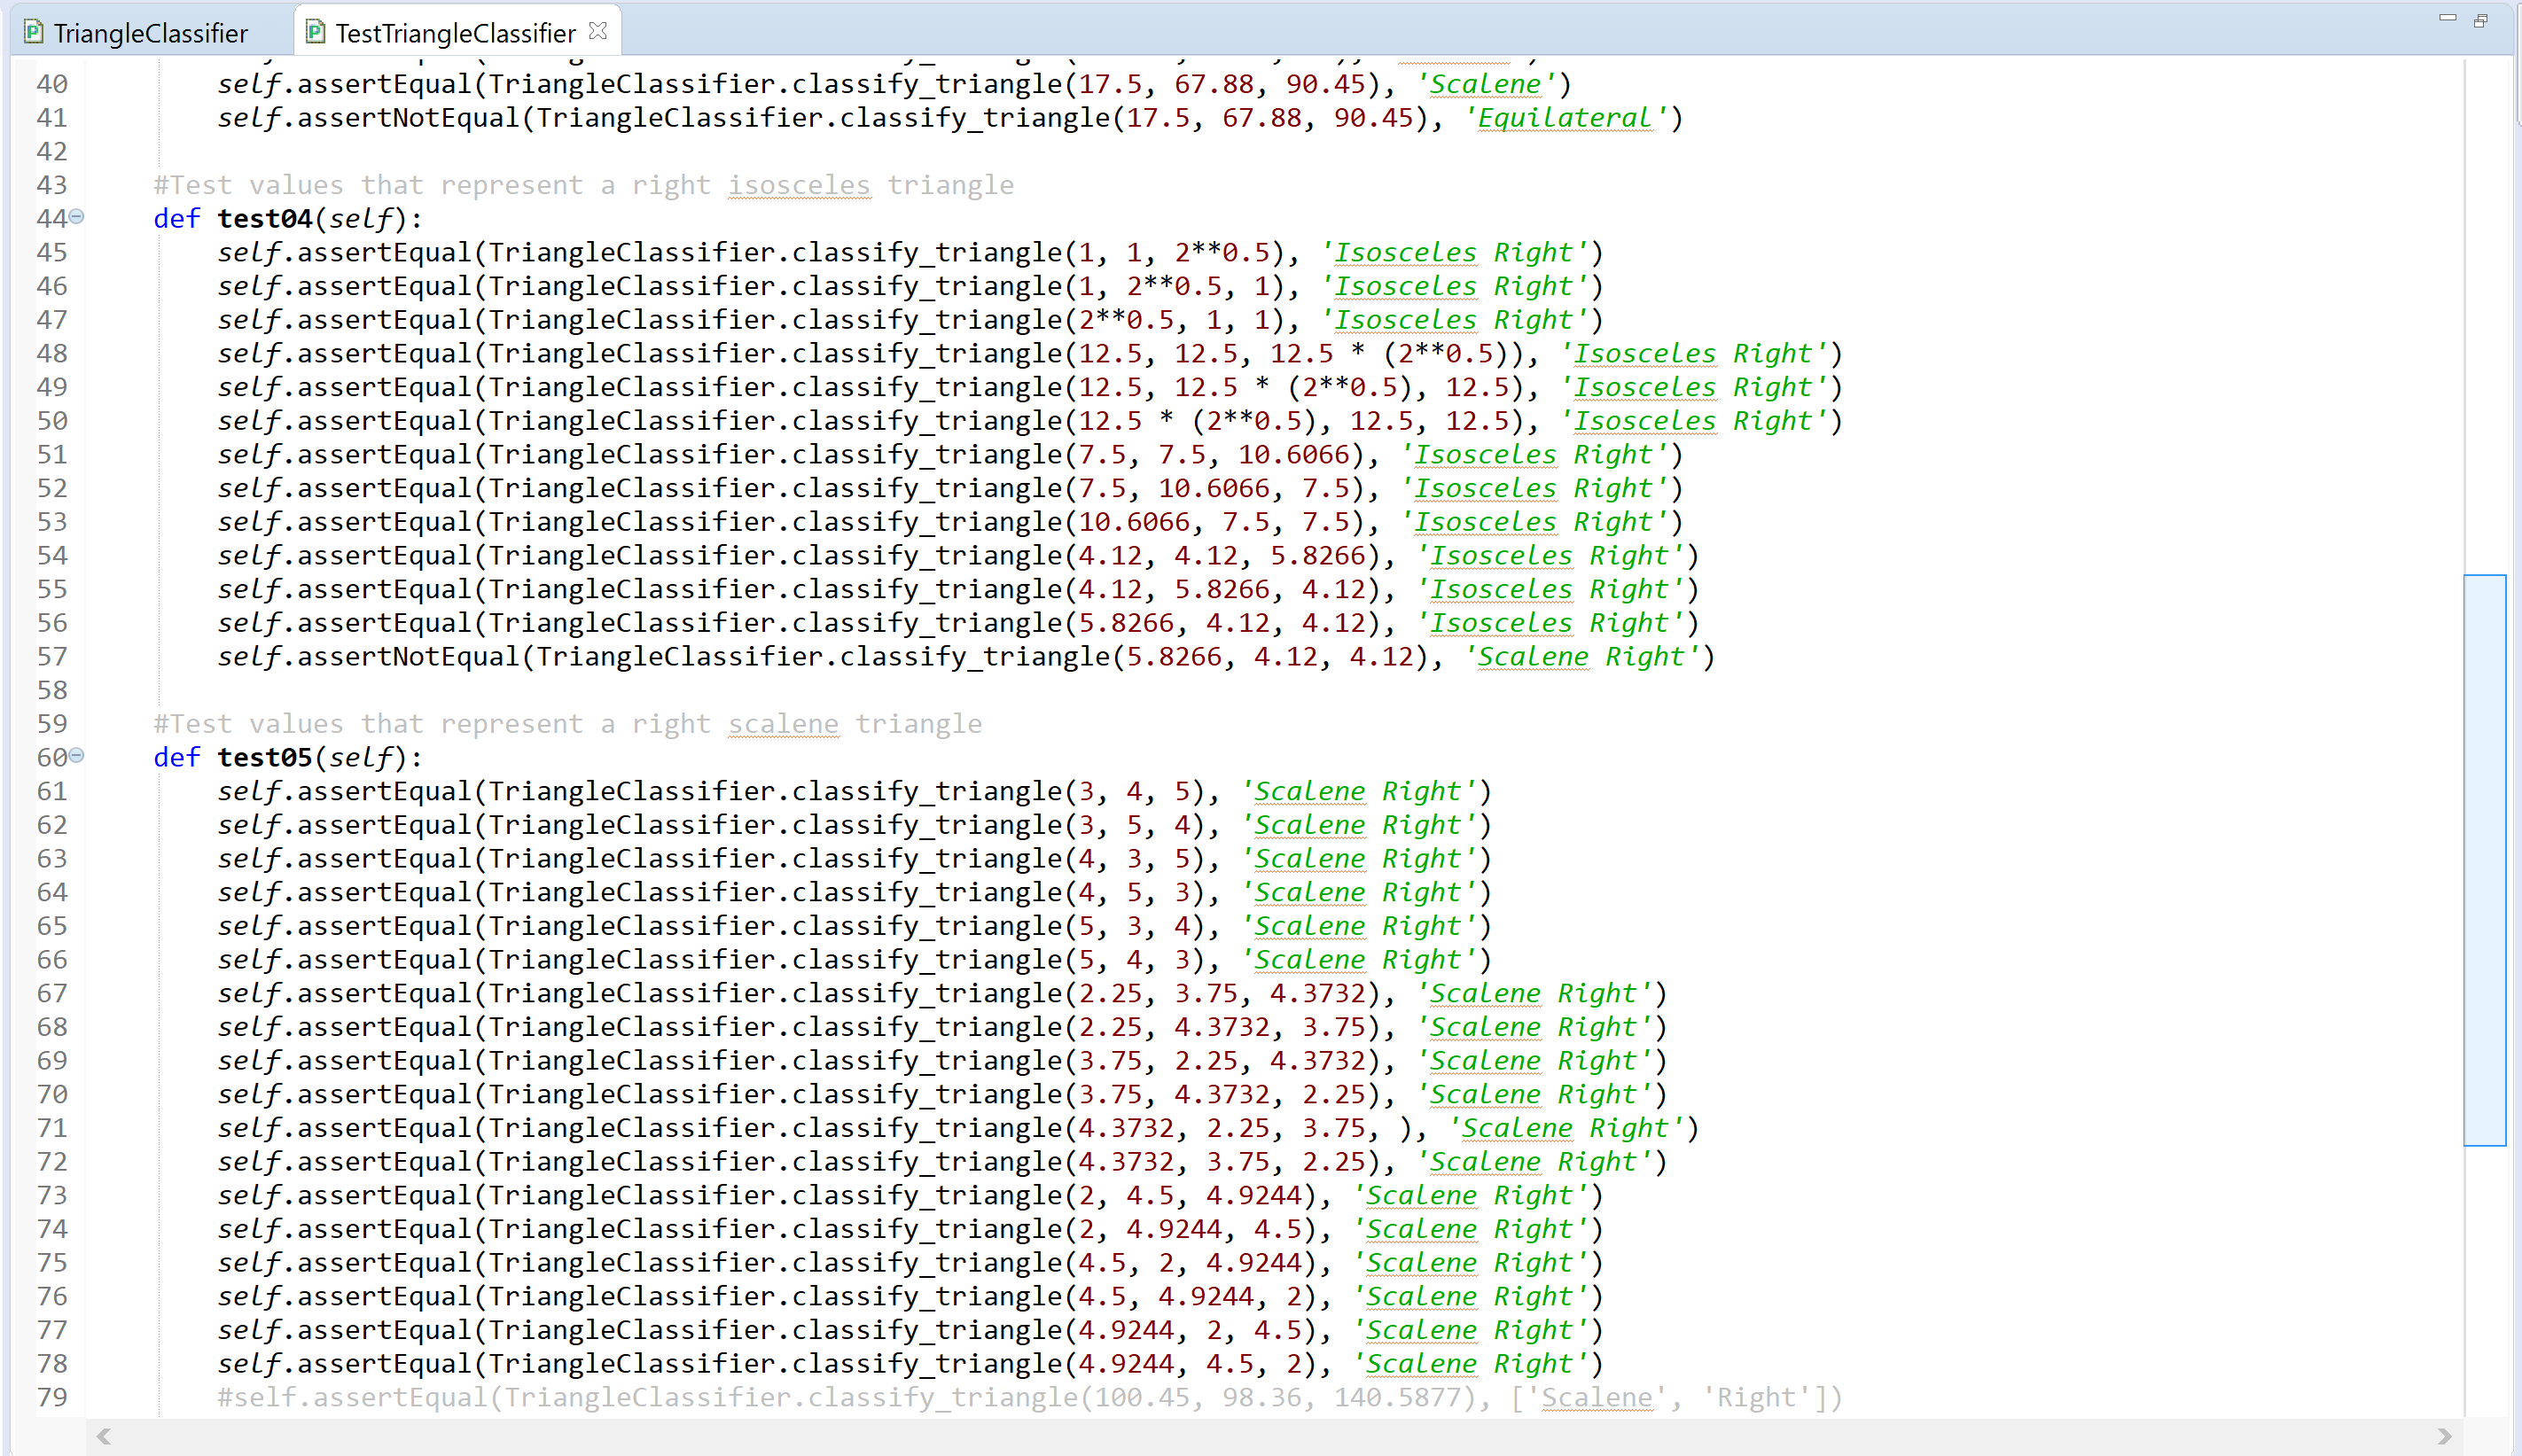 TriangleClassifier TestTriangleClassifier
40 self.assertEqual(TriangleClassifier.classify_triangle(17.5, 67.88, 90.45), 'Scalene')
41 self.assertNotEqual(TriangleClassifier.classify_triangle(17.5, 67.88, 90.45), 'Equilateral')
42
43 #Test values that represent a right isosceles triangle
44 def test04(self):
45 self.assertEqual(TriangleClassifier.classify_triangle(1, 1, 2**0.5), 'Isosceles Right')
46 self.assertEqual(TriangleClassifier.classify_triangle(1, 2**0.5, 1), 'Isosceles Right')
47 self.assertEqual(TriangleClassifier.classify_triangle(2**0.5, 1, 1), 'Isosceles Right')
48 self.assertEqual(TriangleClassifier.classify_triangle(12.5, 12.5, 12.5 * (2**0.5)), 'Isosceles Right')
49 self.assertEqual(TriangleClassifier.classify_triangle(12.5, 12.5 * (2**0.5), 12.5), 'Isosceles Right')
50 self.assertEqual(TriangleClassifier.classify_triangle(12.5 * (2**0.5), 12.5, 12.5), 'Isosceles Right')
51 self.assertEqual(TriangleClassifier.classify_triangle(7.5, 7.5, 10.6066), 'Isosceles Right')
52 self.assertEqual(TriangleClassifier.classify_triangle(7.5, 10.6066, 7.5), 'Isosceles Right')
53 self.assertEqual(TriangleClassifier.classify_triangle(10.6066, 7.5, 7.5), 'Isosceles Right')
54 self.assertEqual(TriangleClassifier.classify_triangle(4.12, 4.12, 5.8266), 'Isosceles Right')
55 self.assertEqual(TriangleClassifier.classify_triangle(4.12, 5.8266, 4.12), 'Isosceles Right')
56 self.assertEqual(TriangleClassifier.classify_triangle(5.8266, 4.12, 4.12), 'Isosceles Right')
57 self.assertNotEqual(TriangleClassifier.classify_triangle(5.8266, 4.12, 4.12), 'Scalene Right')
58
59 #Test values that represent a right scalene triangle
60 def test05(self):
61 self.assertEqual(TriangleClassifier.classify_triangle(3, 4, 5), 'Scalene Right')
62 self.assertEqual(TriangleClassifier.classify_triangle(3, 5, 4), 'Scalene Right')
63 self.assertEqual(TriangleClassifier.classify_triangle(4, 3, 5), 'Scalene Right')
64 self.assertEqual(TriangleClassifier.classify_triangle(4, 5, 3), 'Scalene Right')
65 self.assertEqual(TriangleClassifier.classify_triangle(5, 3, 4), 'Scalene Right')
66 self.assertEqual(TriangleClassifier.classify_triangle(5, 4, 3), 'Scalene Right')
67 self.assertEqual(TriangleClassifier.classify_triangle(2.25, 3.75, 4.3732), 'Scalene Right')
68 self.assertEqual(TriangleClassifier.classify_triangle(2.25, 4.3732, 3.75), 'Scalene Right')
69 self.assertEqual(TriangleClassifier.classify_triangle(3.75, 2.25, 4.3732), 'Scalene Right')
70 self.assertEqual(TriangleClassifier.classify_triangle(3.75, 4.3732, 2.25), 'Scalene Right')
71 self.assertEqual(TriangleClassifier.classify_triangle(4.3732, 2.25, 3.75, ), 'Scalene Right')
72 self.assertEqual(TriangleClassifier.classify_triangle(4.3732, 3.75, 2.25), 'Scalene Right')
73 self.assertEqual(TriangleClassifier.classify_triangle(2, 4.5, 4.9244), 'Scalene Right')
74 self.assertEqual(TriangleClassifier.classify_triangle(2, 4.9244, 4.5), 'Scalene Right')
75 self.assertEqual(TriangleClassifier.classify_triangle(4.5, 2, 4.9244), 'Scalene Right')
76 self.assertEqual(TriangleClassifier.classify_triangle(4.5, 4.9244, 2), 'Scalene Right')
77 self.assertEqual(TriangleClassifier.classify_triangle(4.9244, 2, 4.5), 'Scalene Right')
78 self.assertEqual(TriangleClassifier.classify_triangle(4.9244, 4.5, 2), 'Scalene Right')
79 #self.assertEqual(TriangleClassifier.classify_triangle(100.45, 98.36, 140.5877), ['Scalene', 'Right'])